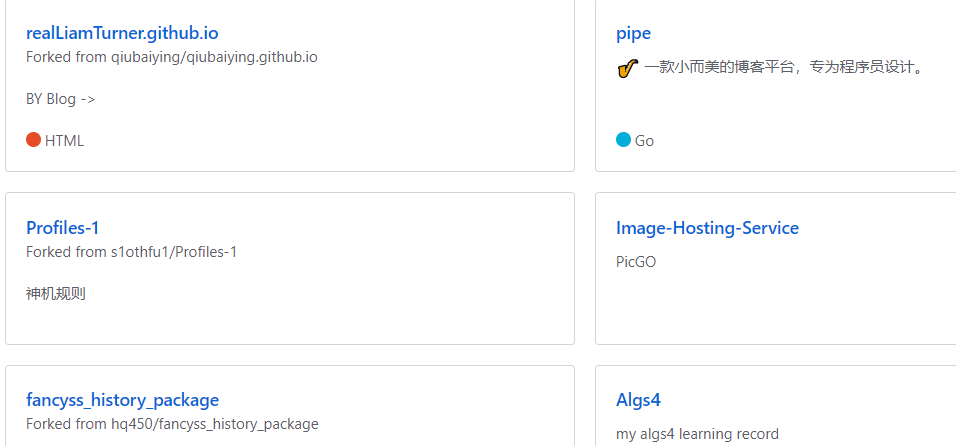 realLiamTurner.github.io
Forked from qiubaiying/qiubaiying.github.io
BY Blog ->
HTML
pipe
一款小而美的博客平台，专为程序员设计。
Go
Profiles-1
Forked from s1othfu1/Profiles-1
神机规则
Image-Hosting-Service
PicGO
fancyss_history_package
Forked from hq450/fancyss_history_package
Algs4
my algs4 learning record